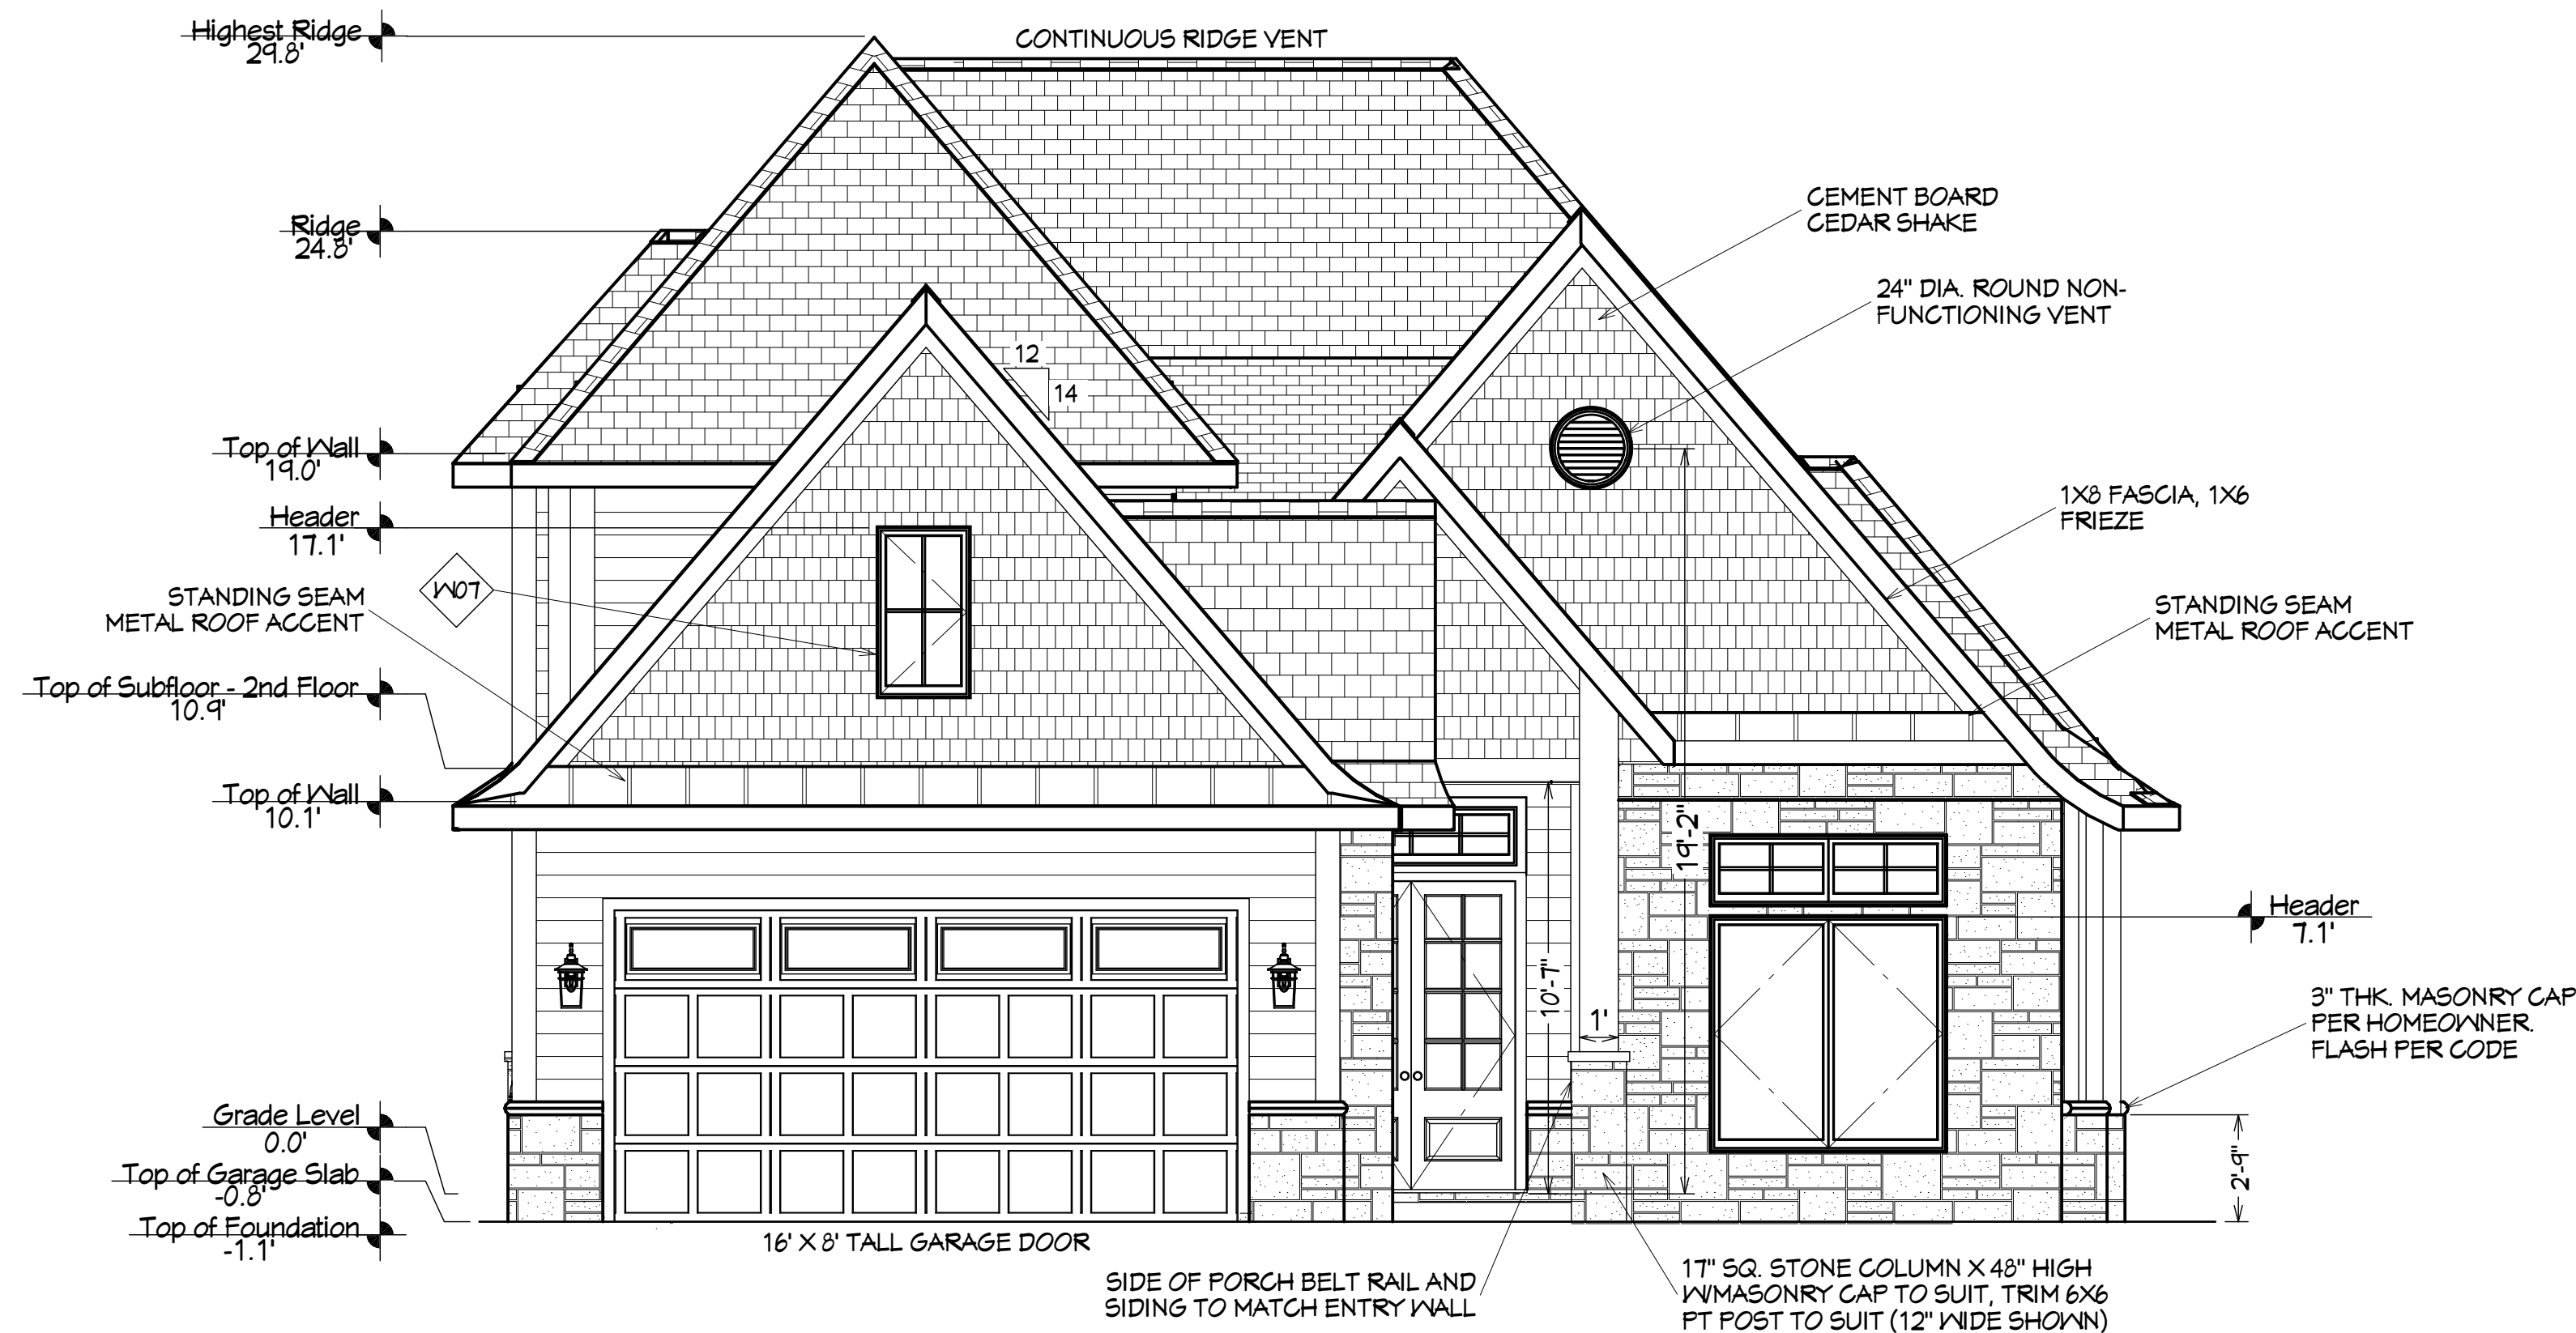 Highest Ridge
29.8'
CONTINUOUS RIDGE VENT
CEMENT BOARD
CEDAR SHAKE
Ridge
24.8'
24" DIA. ROUND NON-
FUNCTIONING VENT
12
14
Top of Wall
19.0'
1X8 FASCIA, 1X6
FRIEZE
Header
17.1'
W07
STANDING SEAM
METAL ROOF ACCENT
STANDING SEAM
METAL ROOF ACCENT
Top of Subfloor - 2nd Floor
10.9'
Top of Wall
10.1'
19'-2"
Header
7.1'
10'-7"
1'
3" THK. MASONRY CAP
PER HOMEOWNER.
FLASH PER CODE
Grade Level
0.0'
2'-9"
Top of Garage Slab
-0.8'
Top of Foundation
-1.1'
16' X 8' TALL GARAGE DOOR
SIDE OF PORCH BELT RAIL AND
SIDING TO MATCH ENTRY WALL
17" SQ. STONE COLUMN X 48" HIGH
W/MASONRY CAP TO SUIT, TRIM 6X6
PT POST TO SUIT (12" WIDE SHOWN)